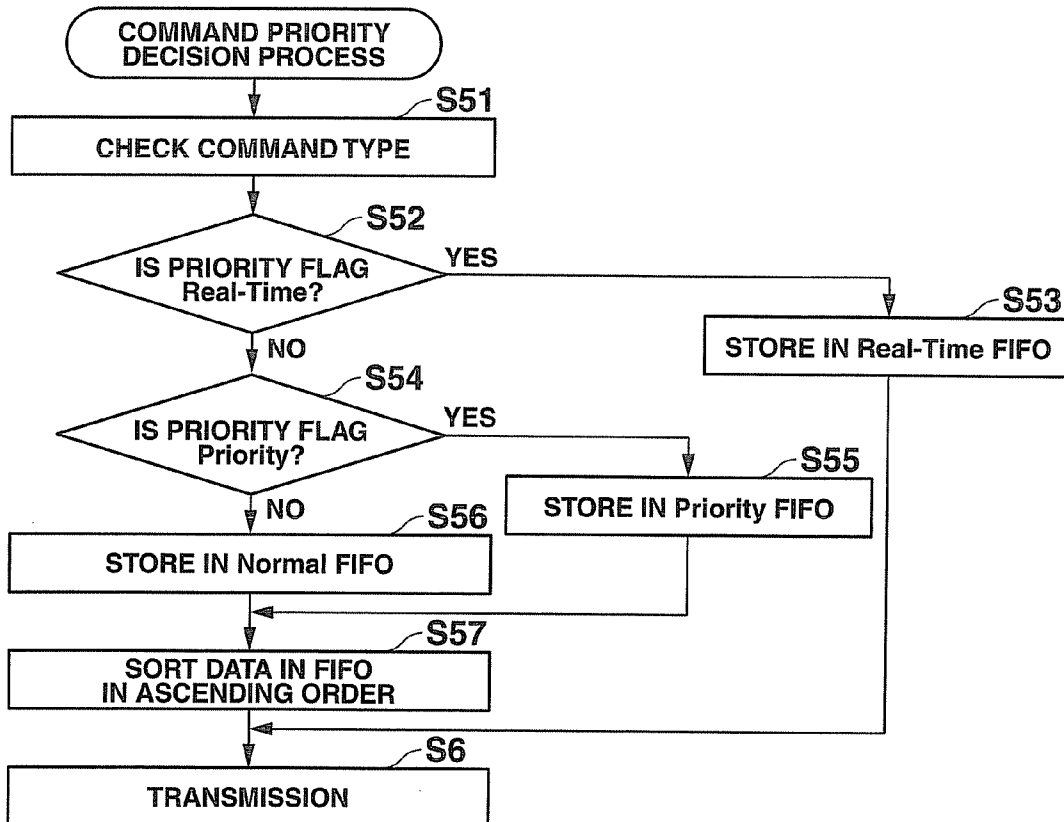 COMMAND PRIORITY
DECISION PROCESS
S51
CHECK COMMAND TYPE
S52
IS PRIORITY FLAG
Real-Time?
YES
NO
S53
STORE IN Real-Time FIFO
S54
IS PRIORITY FLAG
Priority?
YES
NO
S55
STORE IN Priority FIFO
S56
STORE IN Normal FIFO
S57
SORT DATA IN FIFO
IN ASCENDING ORDER
S6
TRANSMISSION